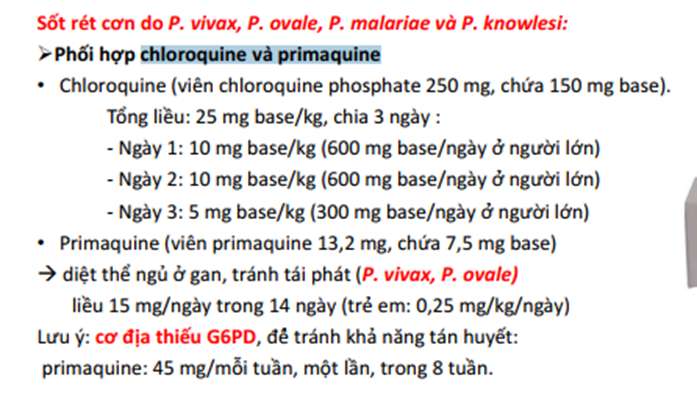 Sốt rét cơn do P. vivax, P. ovale, P. malariae và P. knowlesi:
➢Phối hợp chloroquine và primaquine
• Chloroquine (viên chloroquine phosphate 250 mg, chứa 150 mg base).
Tổng liều: 25 mg base/kg, chia 3 ngày :
- Ngày 1: 10 mg base/kg (600 mg base/ngày ở người lớn)
- Ngày 2: 10 mg base/kg (600 mg base/ngày ở người lớn)
- Ngày 3: 5 mg base/kg (300 mg base/ngày ở người lớn)
• Primaquine (viên primaquine 13,2 mg, chứa 7,5 mg base)
→ diệt thể ngủ ở gan, tránh tái phát (P. vivax, P. ovale)
liều 15 mg/ngày trong 14 ngày (trẻ em: 0,25 mg/kg/ngày)
Lưu ý: cơ địa thiếu G6PD, để tránh khả năng tán huyết:
primaquine: 45 mg/mỗi tuần, một lần, trong 8 tuần.